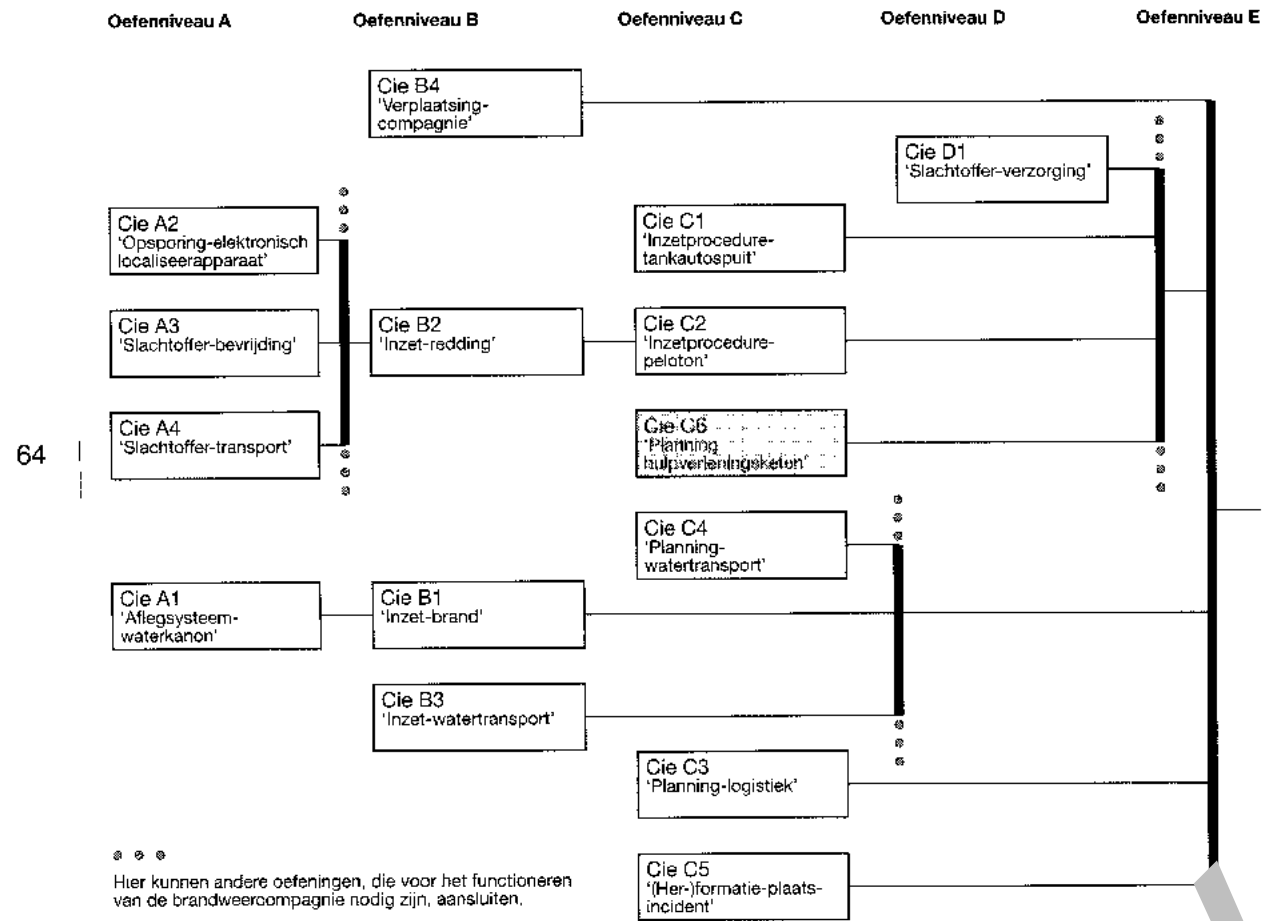 Oefenniveau A
Oefenniveau B
Oefenniveau C
Oefenniveau D
Oefenniveau E
Cie B4
'Verplaatsing-
compagnie'
Cie D1
'Slachtoffer-verzorging'
Cie A2
'Opsporing-elektronisch
localiseerapparaat'
Cie C1
'Inzetprocedure-
tankautospuit'
Cie A3
'Slachtoffer-bevrijding'
Cie B2
'Inzet-redding'
Cie C2
'Inzetprocedure-
peloton'
Cie A4
'Slachtoffer-transport'
Cie C6
'Planning
hulpverleningsketen'
64
Cie C4
'Planning-
watertransport'
Cie A1
'Aflegsysteem-
waterkanon'
Cie B1
'Inzet-brand'
Cie B3
'Inzet-watertransport'
Cie C3
'Planning-logistiek'
Cie C5
'(Her-)formatie-plaats-
incident'
Hier kunnen andere oefeningen, die voor het functioneren
van de brandweercompagnie nodig zijn, aansluiten.